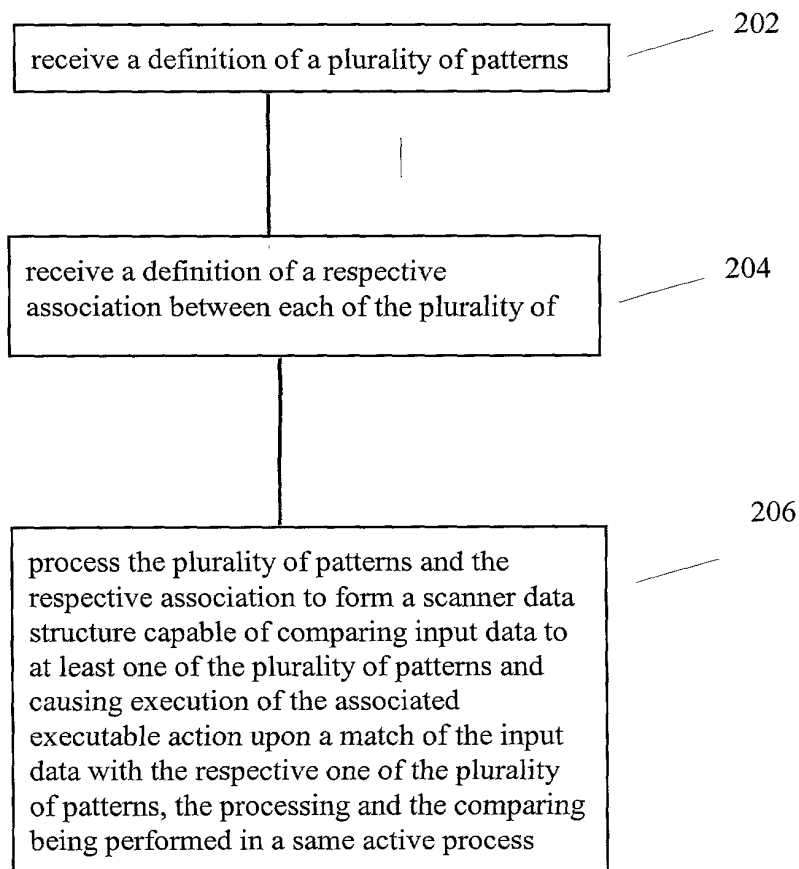 202
receive a definition of a plurality of patterns
204
receive a definition of a respective
association between each of the plurality of
206
process the plurality of patterns and the
respective association to form a scanner data
structure capable of comparing input data to
at least one of the plurality of patterns and
causing execution of the associated
executable action upon a match of the input
data with the respective one of the plurality
of patterns, the processing and the comparing
being performed in a same active process